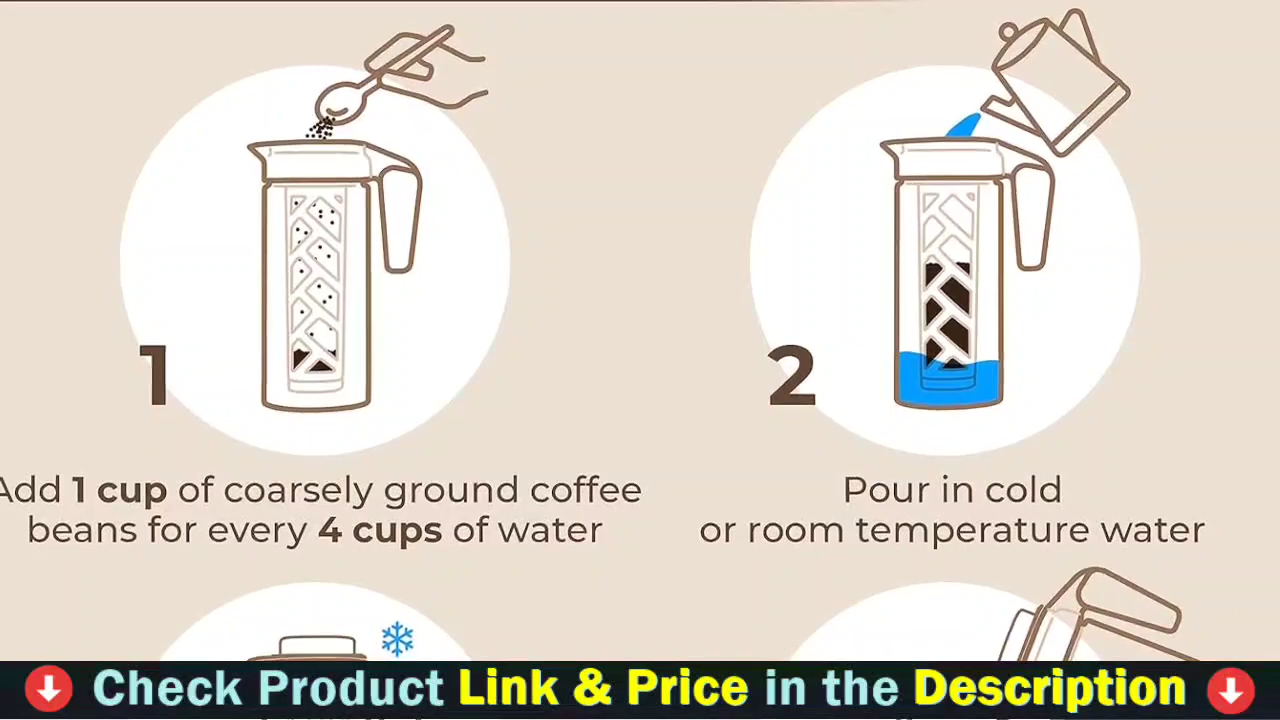 1
2
Add 1 cup of coarsely ground coffee
beans for every 4 cups of water
Pour in cold
or room temperature water
Check Product Link & Price in the Description